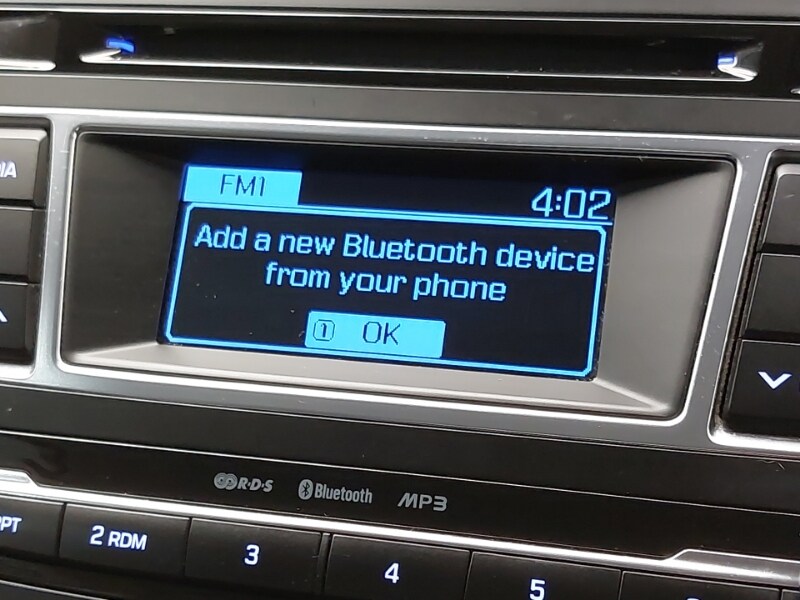 FM1
4:02
Add a new Bluetooth device
from your phone
1 OK
R·D·S
Bluetooth
MP3
2 RDM
3
4
5